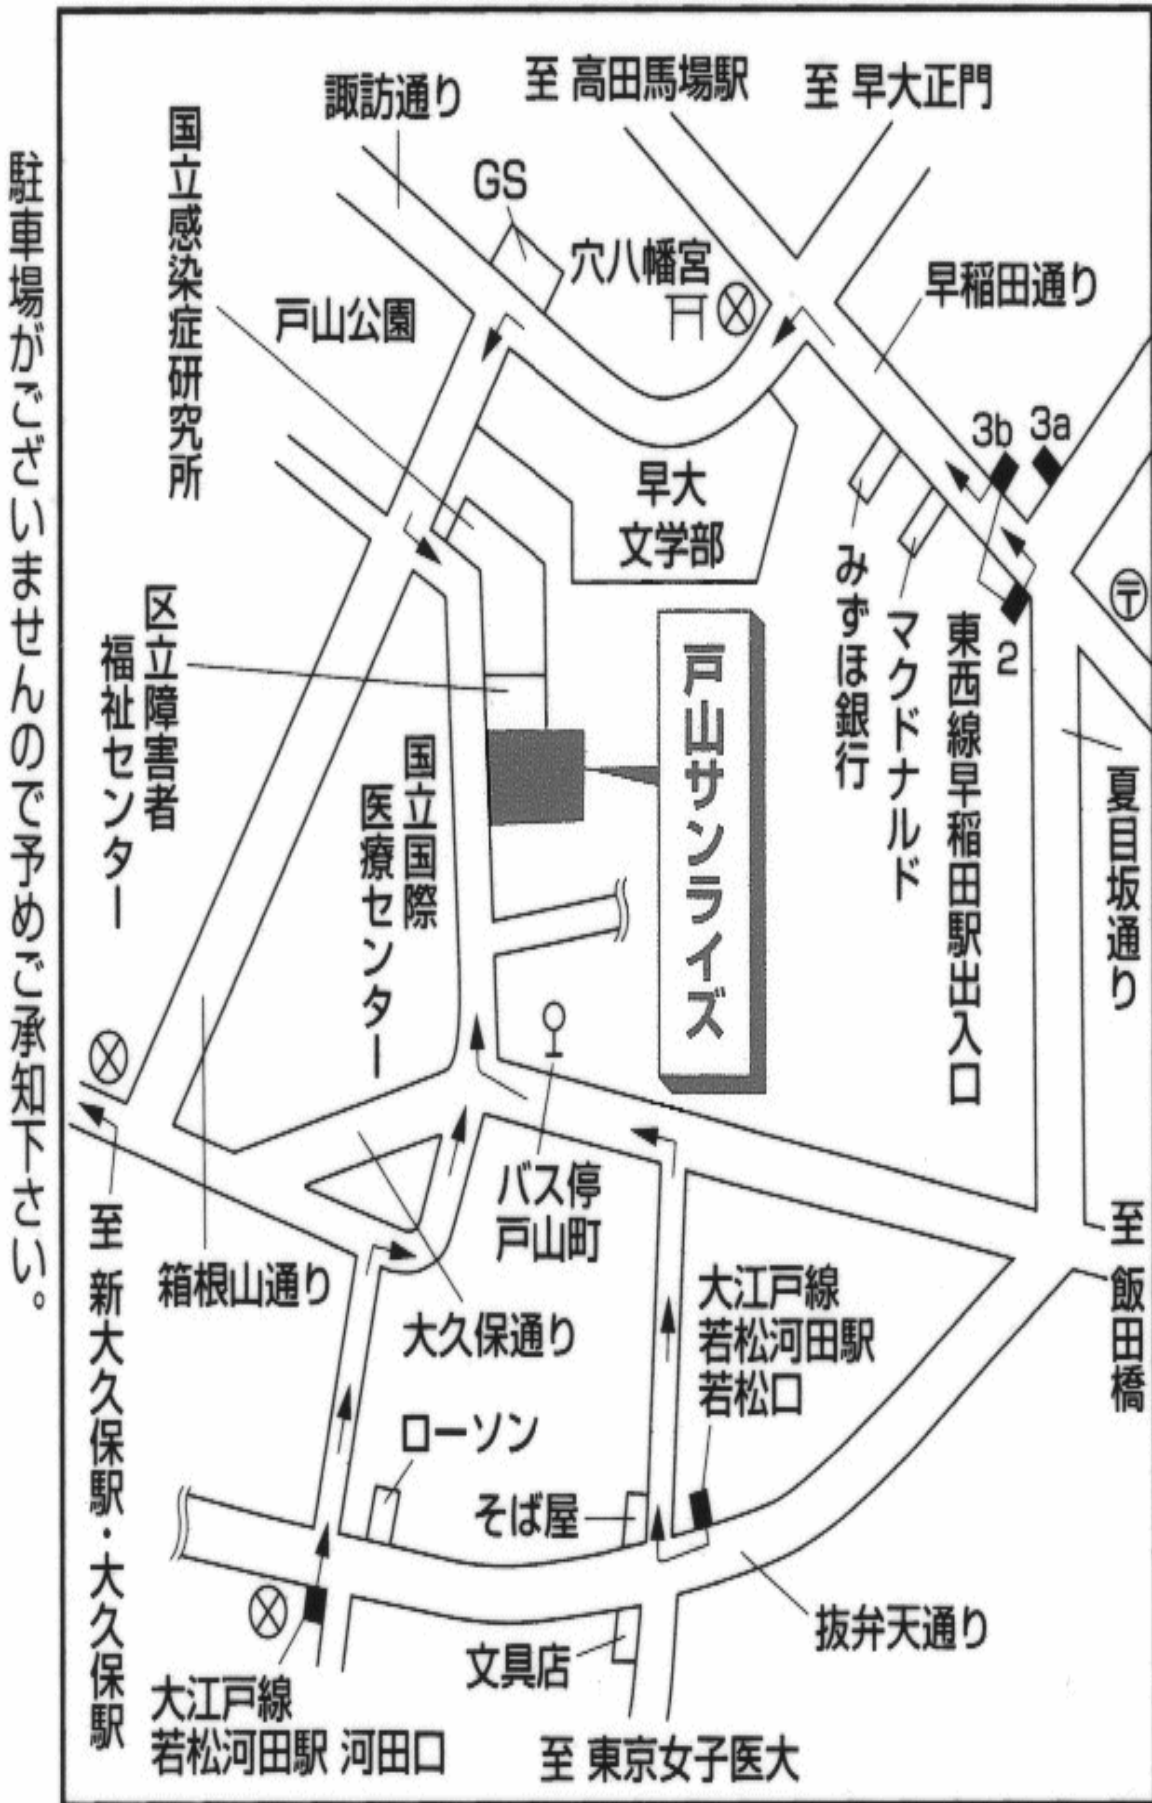 至 高田馬場駅
至 早大正門
諏訪通り
国立感染症研究所
GS
穴八幡宮
早稲田通り
戸山公園
3b
3a
早大
文学部
〒
2
みずほ銀行
マクドナルド
東西線早稲田駅出入口
夏目坂通り
戸山サンライズ
区立障害者
福祉センター
国立国際
医療センター
バス停
戸山町
至 新大久保駅・大久保駅
箱根山通り
大久保通り
大江戸線
若松河田駅
若松口
至 飯田橋
ローソン
そば屋
文具店
抜弁天通り
大江戸線
若松河田駅 河田口
至 東京女子医大
駐車場がございませんので予めご承知下さい。